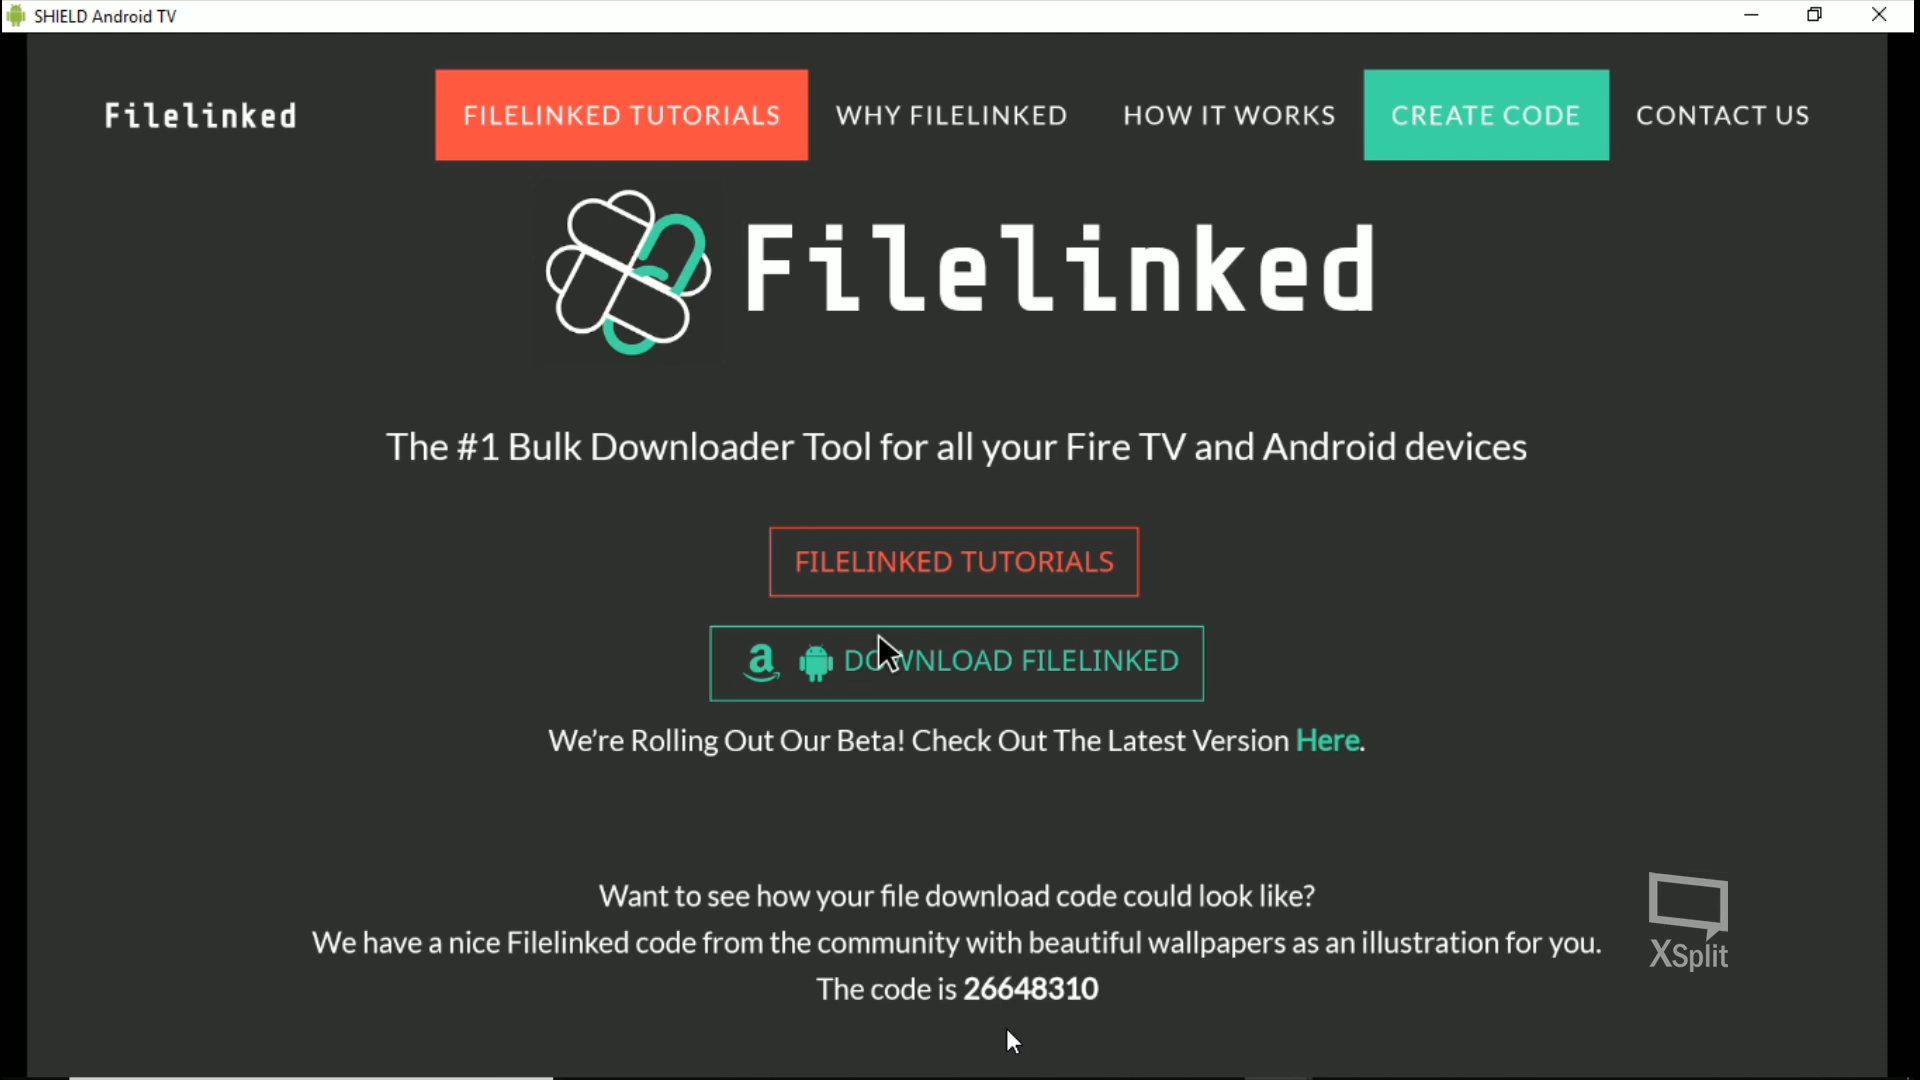 SHIELD Android TV
Filelinked
FILELINKED TUTORIALS
WHY FILELINKED
HOW IT WORKS
CREATE CODE
CONTACT US
Filelinked
The #1 Bulk Downloader Tool for all your Fire TV and Android devices
FILELINKED TUTORIALS
DOWNLOAD FILELINKED
We're Rolling Out Our Beta! Check Out The Latest Version Here.
Want to see how your file download code could look like?
We have a nice Filelinked code from the community with beautiful wallpapers as an illustration for you.
The code is 26648310
XSplit